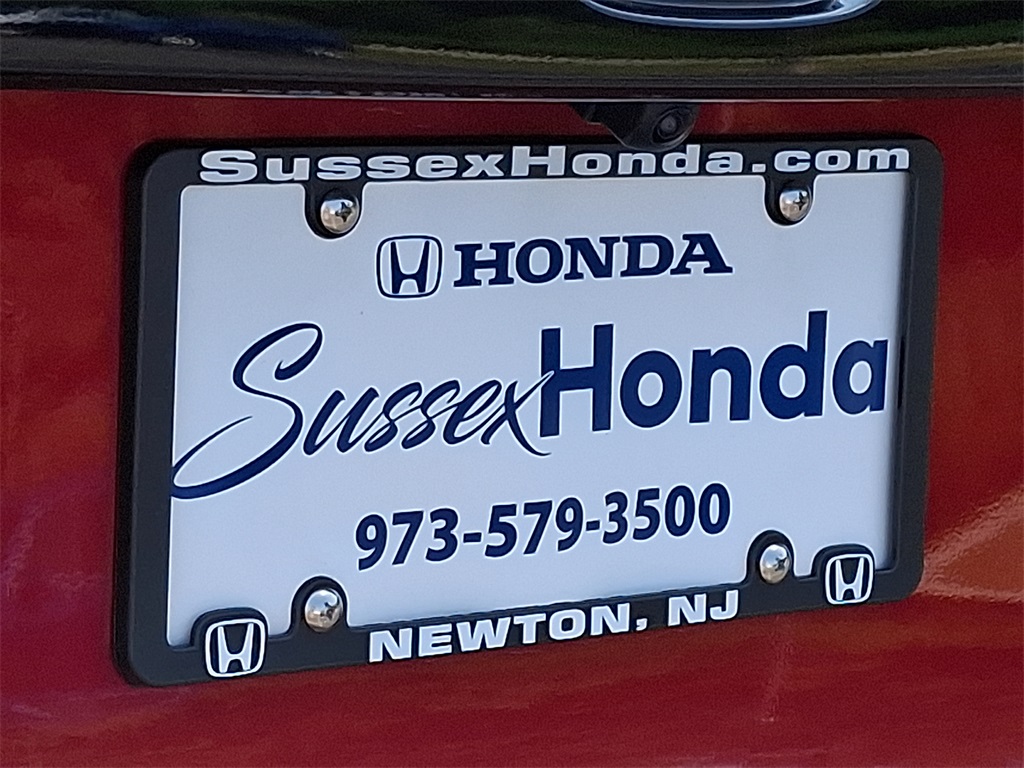 SussexHonda.com
HONDA
SussexHonda
973-579-3500
NEWTON, NJ